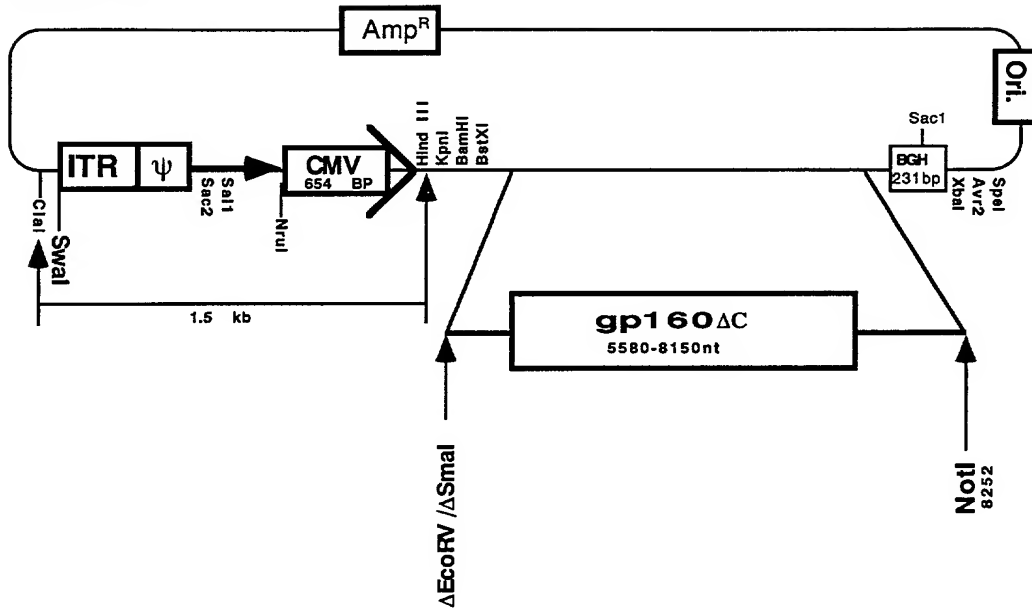 Amp^R
Ori.
ITR
ψ
CMV
654 BP
Hind III
KpnI
BamHI
BstXI
Sac1
BGH
231bp
SpeI
Avr2
XbaI
ClaI
SwaI
Sal1
Sac2
NruI
1.5 kb
gp160ΔC
5580-8150nt
ΔEcoRV /ΔSmaI
NotI
8252